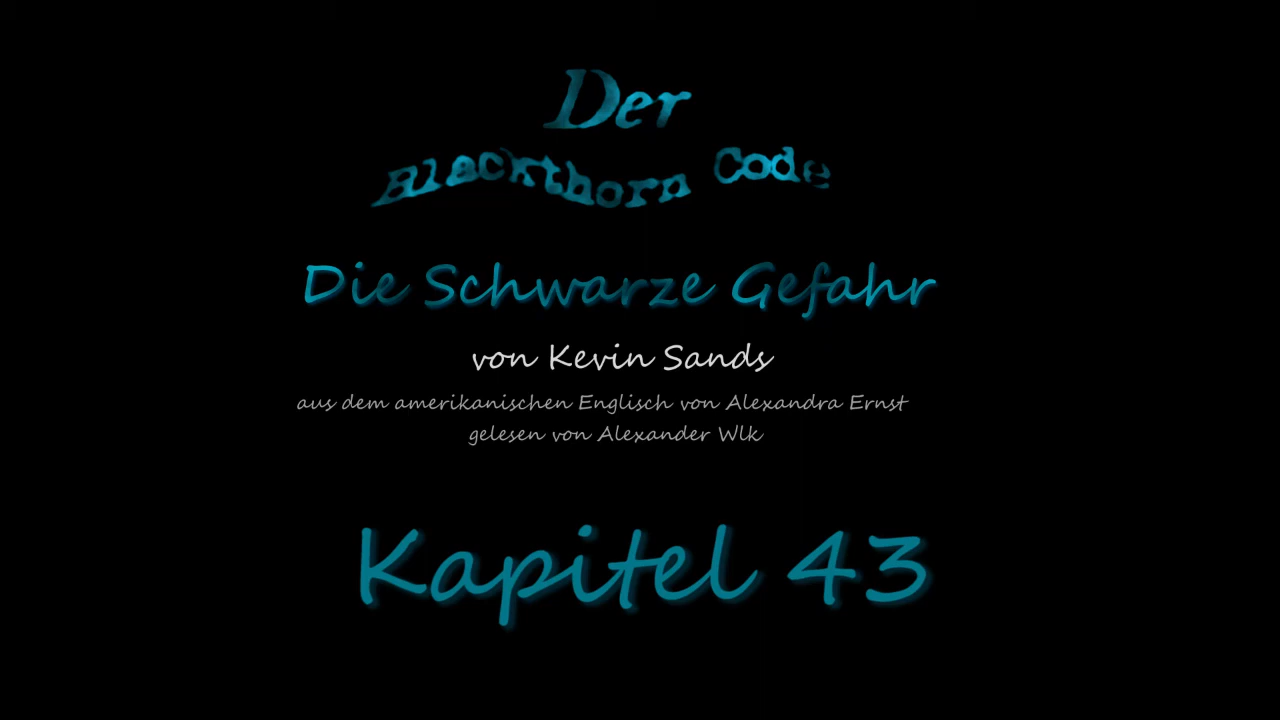 Der
Blackthorn Code
Die Schwarze Gefahr
von Kevin Sands
aus dem amerikanischen Englisch von Alexandra Ernst
gelesen von Alexander Wlk
Kapitel 43